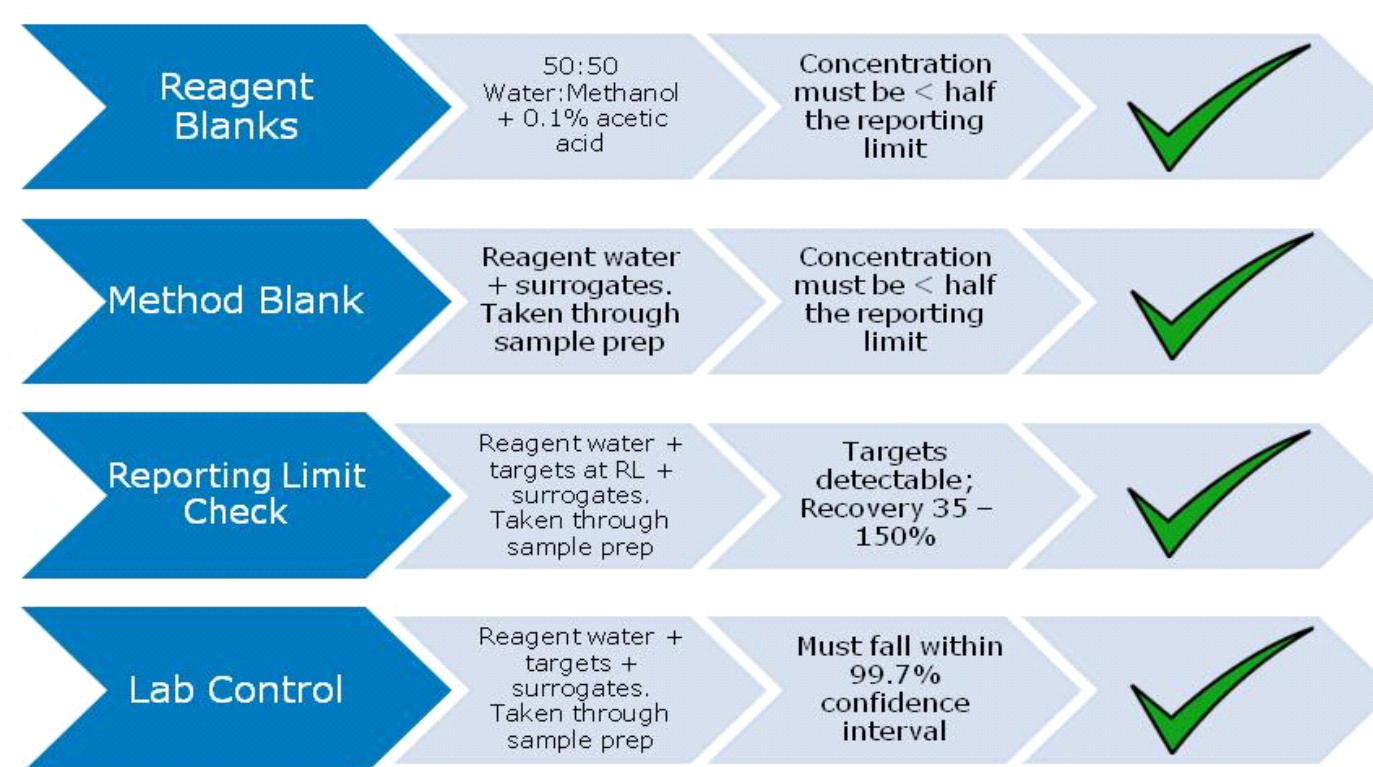 Reagent
Blanks
50:50
Water:Methanol
+ 0.1% acetic
acid
Concentration
must be < half
the reporting
limit
Method Blank
Reagent water
+ surrogates.
Taken through
sample prep
Concentration
must be < half
the reporting
limit
Reporting Limit
Check
Reagent water +
targets at RL +
surrogates.
Taken through
sample prep
Targets
detectable;
Recovery 35 –
150%
Lab Control
Reagent water +
targets +
surrogates.
Taken through
sample prep
Must fall within
99.7%
confidence
interval